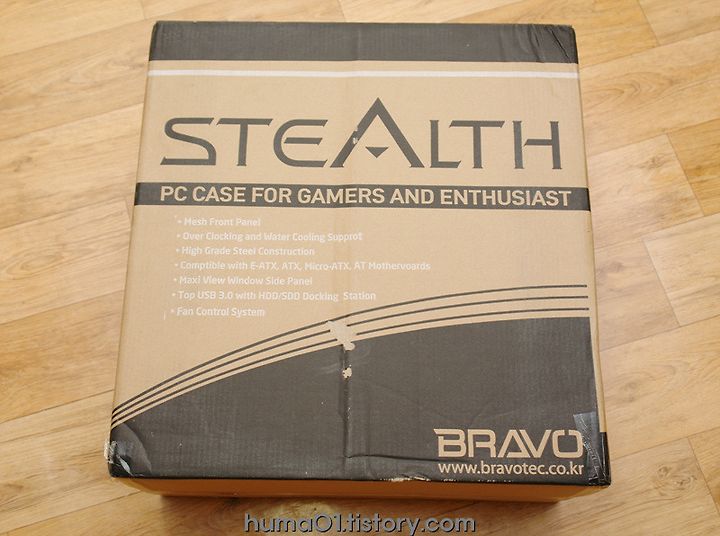 STEALTH
PC CASE FOR GAMERS AND ENTHUSIAST
• Mesh Front Panel
• Over Clocking and Water Cooling Supprot
• High Grade Steel Construction
• Comptible with E-ATX, ATX, Micro-ATX, AT Mothervoards
• Maxi View Window Side Panel
• Top USB 3.0 with HDD/SDD Docking Station
• Fan Control System
BRAVO
www.bravotec.co.kr
huma01.tistory.com